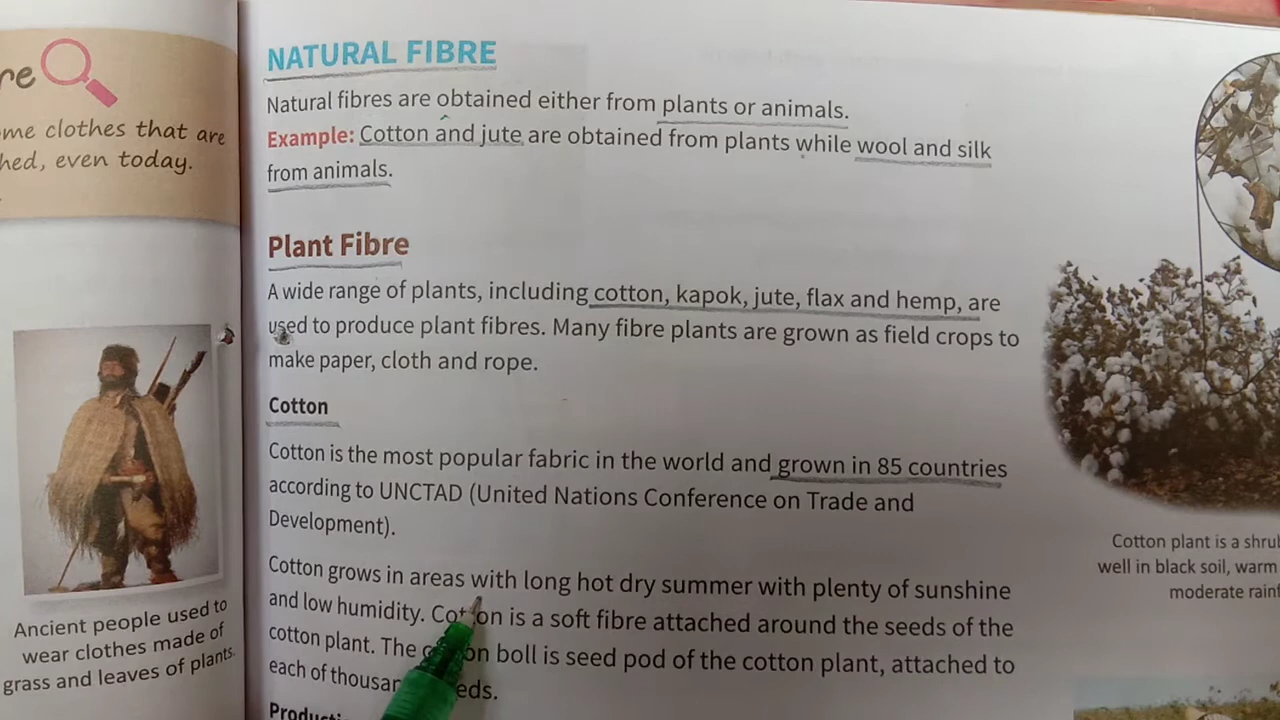 re
me clothes that are
hed, even today.
Ancient people used to
wear clothes made of
grass and leaves of plants.
NATURAL FIBRE
Natural fibres are obtained either from plants or animals.
Example: Cotton and jute are obtained from plants while wool and silk
from animals.
Plant Fibre
A wide range of plants, including cotton, kapok, jute, flax and hemp, are
used to produce plant fibres. Many fibre plants are grown as field crops to
make paper, cloth and rope.
Cotton
Cotton is the most popular fabric in the world and grown in 85 countries
according to UNCTAD (United Nations Conference on Trade and
Development).
Cotton grows in areas with long hot dry summer with plenty of sunshine
and low humidity. Cotton is a soft fibre attached around the seeds of the
cotton plant. The boll is seed pod of the cotton plant, attached to
each of eds.
Cotton plant is a shru
well in black soil, warm
moderate rain